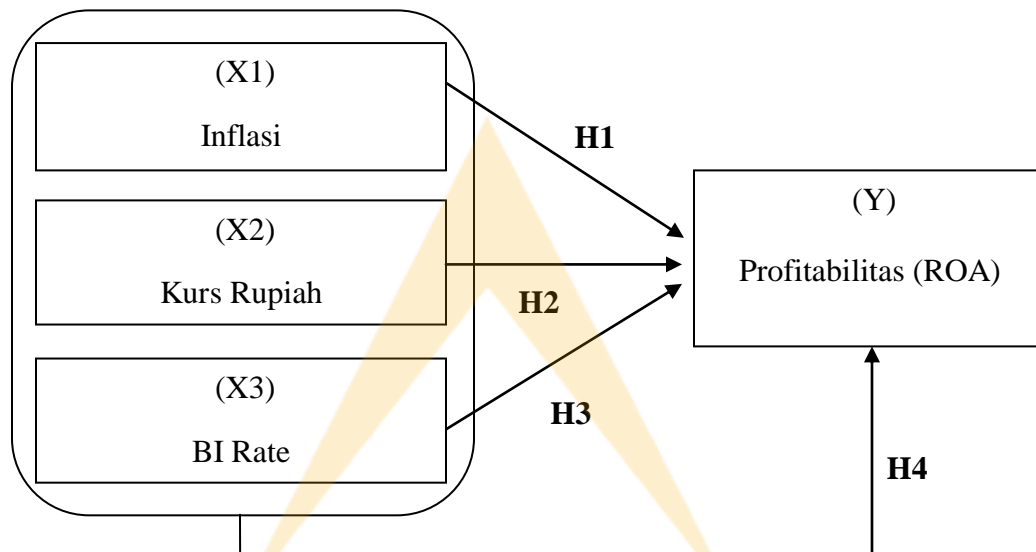 (X1)
Inflasi
H1
(X2)
Kurs Rupiah
H2
(Y)
Profitabilitas (ROA)
(X3)
BI Rate
H3
H4